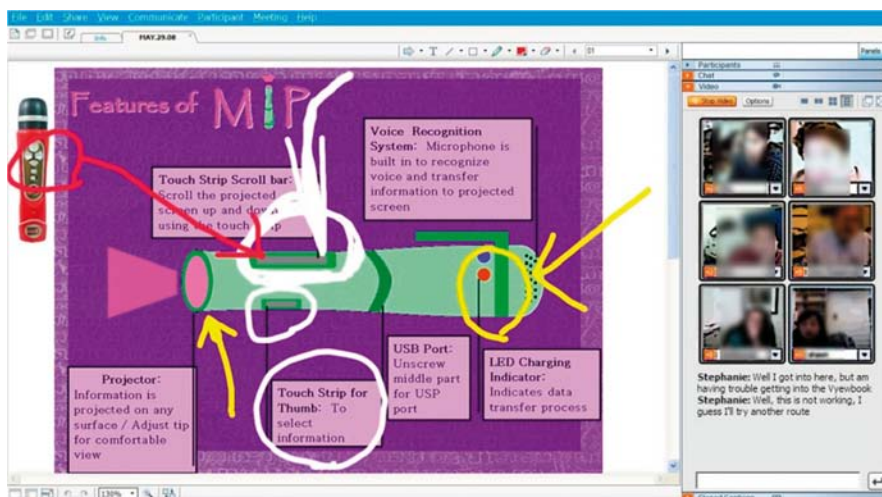 File Edit Share View Communicate Participant Meeting Help
Info MAY.29.08
T 01 Panels
Participants
Chat
Video
Stop Video Options
Features of MiP
Voice Recognition
System: Microphone is
built in to recognize
voice and transfer
information to projected
screen
Touch Strip Scroll bar:
Scroll the projected
screen up and down
using the touch strip
Projector:
Information is
projected on any
surface / Adjust tip
for comfortable
view
Touch Strip for
Thumb: To
select
information
USB Port:
Unscrew
middle part
for USP
port
LED Charging
Indicator:
Indicates data
transfer process
Stephanie: Well I got into here, but am
having trouble getting into the Vyewbook
Stephanie: Well, this is not working, I
guess I'll try another route
130%